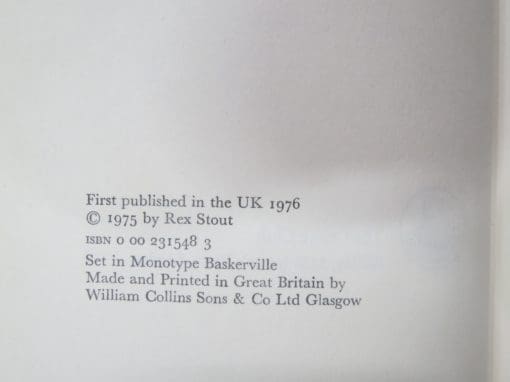 First published in the UK 1976
© 1975 by Rex Stout
ISBN 0 00 231548 3
Set in Monotype Baskerville
Made and Printed in Great Britain by
William Collins Sons & Co Ltd Glasgow